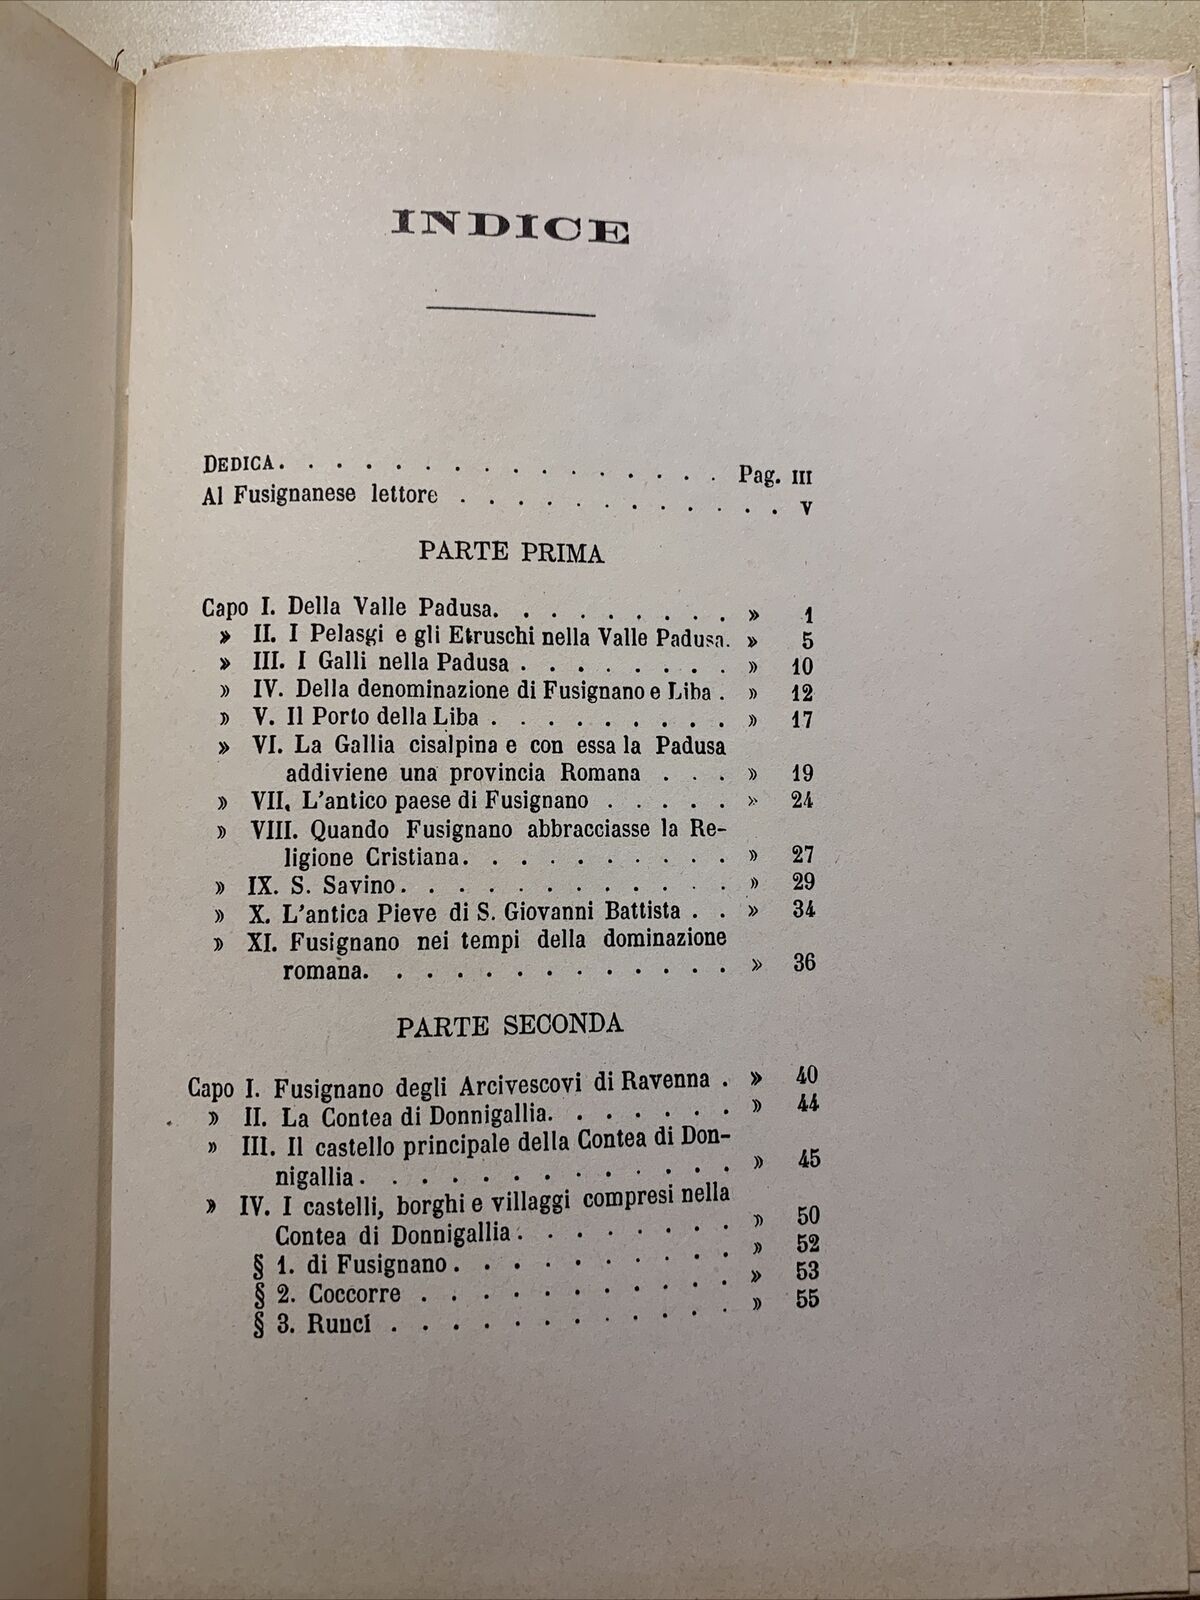 INDICE
DEDICA. . . . . . . . . . . . . . . . Pag. III
Al Fusignanese lettore . . . . . . . . . . . . V
PARTE PRIMA
Capo I. Della Valle Padusa. . . . . . . . . » 1
» II. I Pelasgi e gli Etruschi nella Valle Padusa. » 5
» III. I Galli nella Padusa . . . . . . . . » 10
» IV. Della denominazione di Fusignano e Liba . » 12
» V. Il Porto della Liba . . . . . . . . . » 17
» VI. La Gallia cisalpina e con essa la Padusa
addiviene una provincia Romana . . . » 19
» VII. L'antico paese di Fusignano . . . . . » 24
» VIII. Quando Fusignano abbracciasse la Re-
ligione Cristiana. . . . . . . . . . » 27
» IX. S. Savino. . . . . . . . . . . . » 29
» X. L'antica Pieve di S. Giovanni Battista . . » 34
» XI. Fusignano nei tempi della dominazione
romana. . . . . . . . . . . . . » 36
PARTE SECONDA
Capo I. Fusignano degli Arcivescovi di Ravenna . » 40
» II. La Contea di Donnigallia. . . . . . . » 44
» III. Il castello principale della Contea di Don-
nigallia. . . . . . . . . . . . . » 45
» IV. I castelli, borghi e villaggi compresi nella
Contea di Donnigallia. . . . . . . . » 50
§ 1. di Fusignano. . . . . . . . . . » 52
§ 2. Coccorre . . . . . . . . . . . » 53
§ 3. Runci . . . . . . . . . . . . » 55